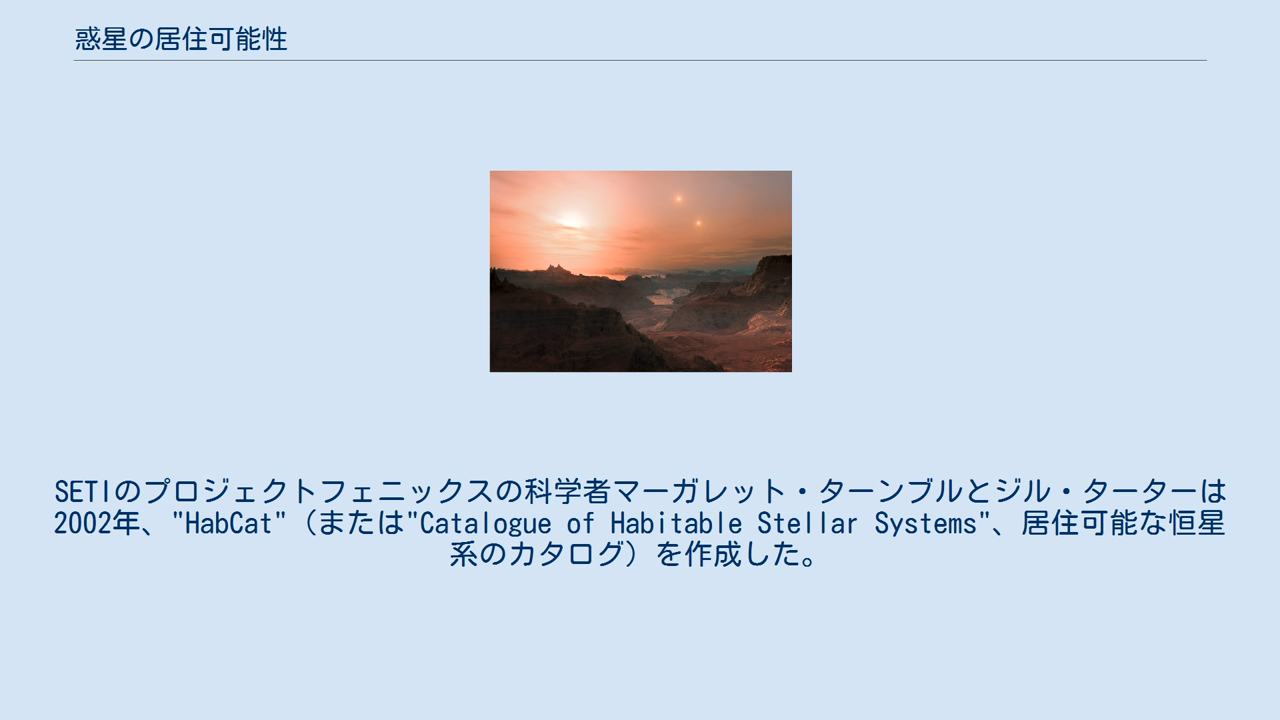 惑星の居住可能性
SETIのプロジェクトフェニックスの科学者マーガレット・ターンブルとジル・ターターは
2002年、"HabCat"（または"Catalogue of Habitable Stellar Systems"、居住可能な恒星
系のカタログ）を作成した。